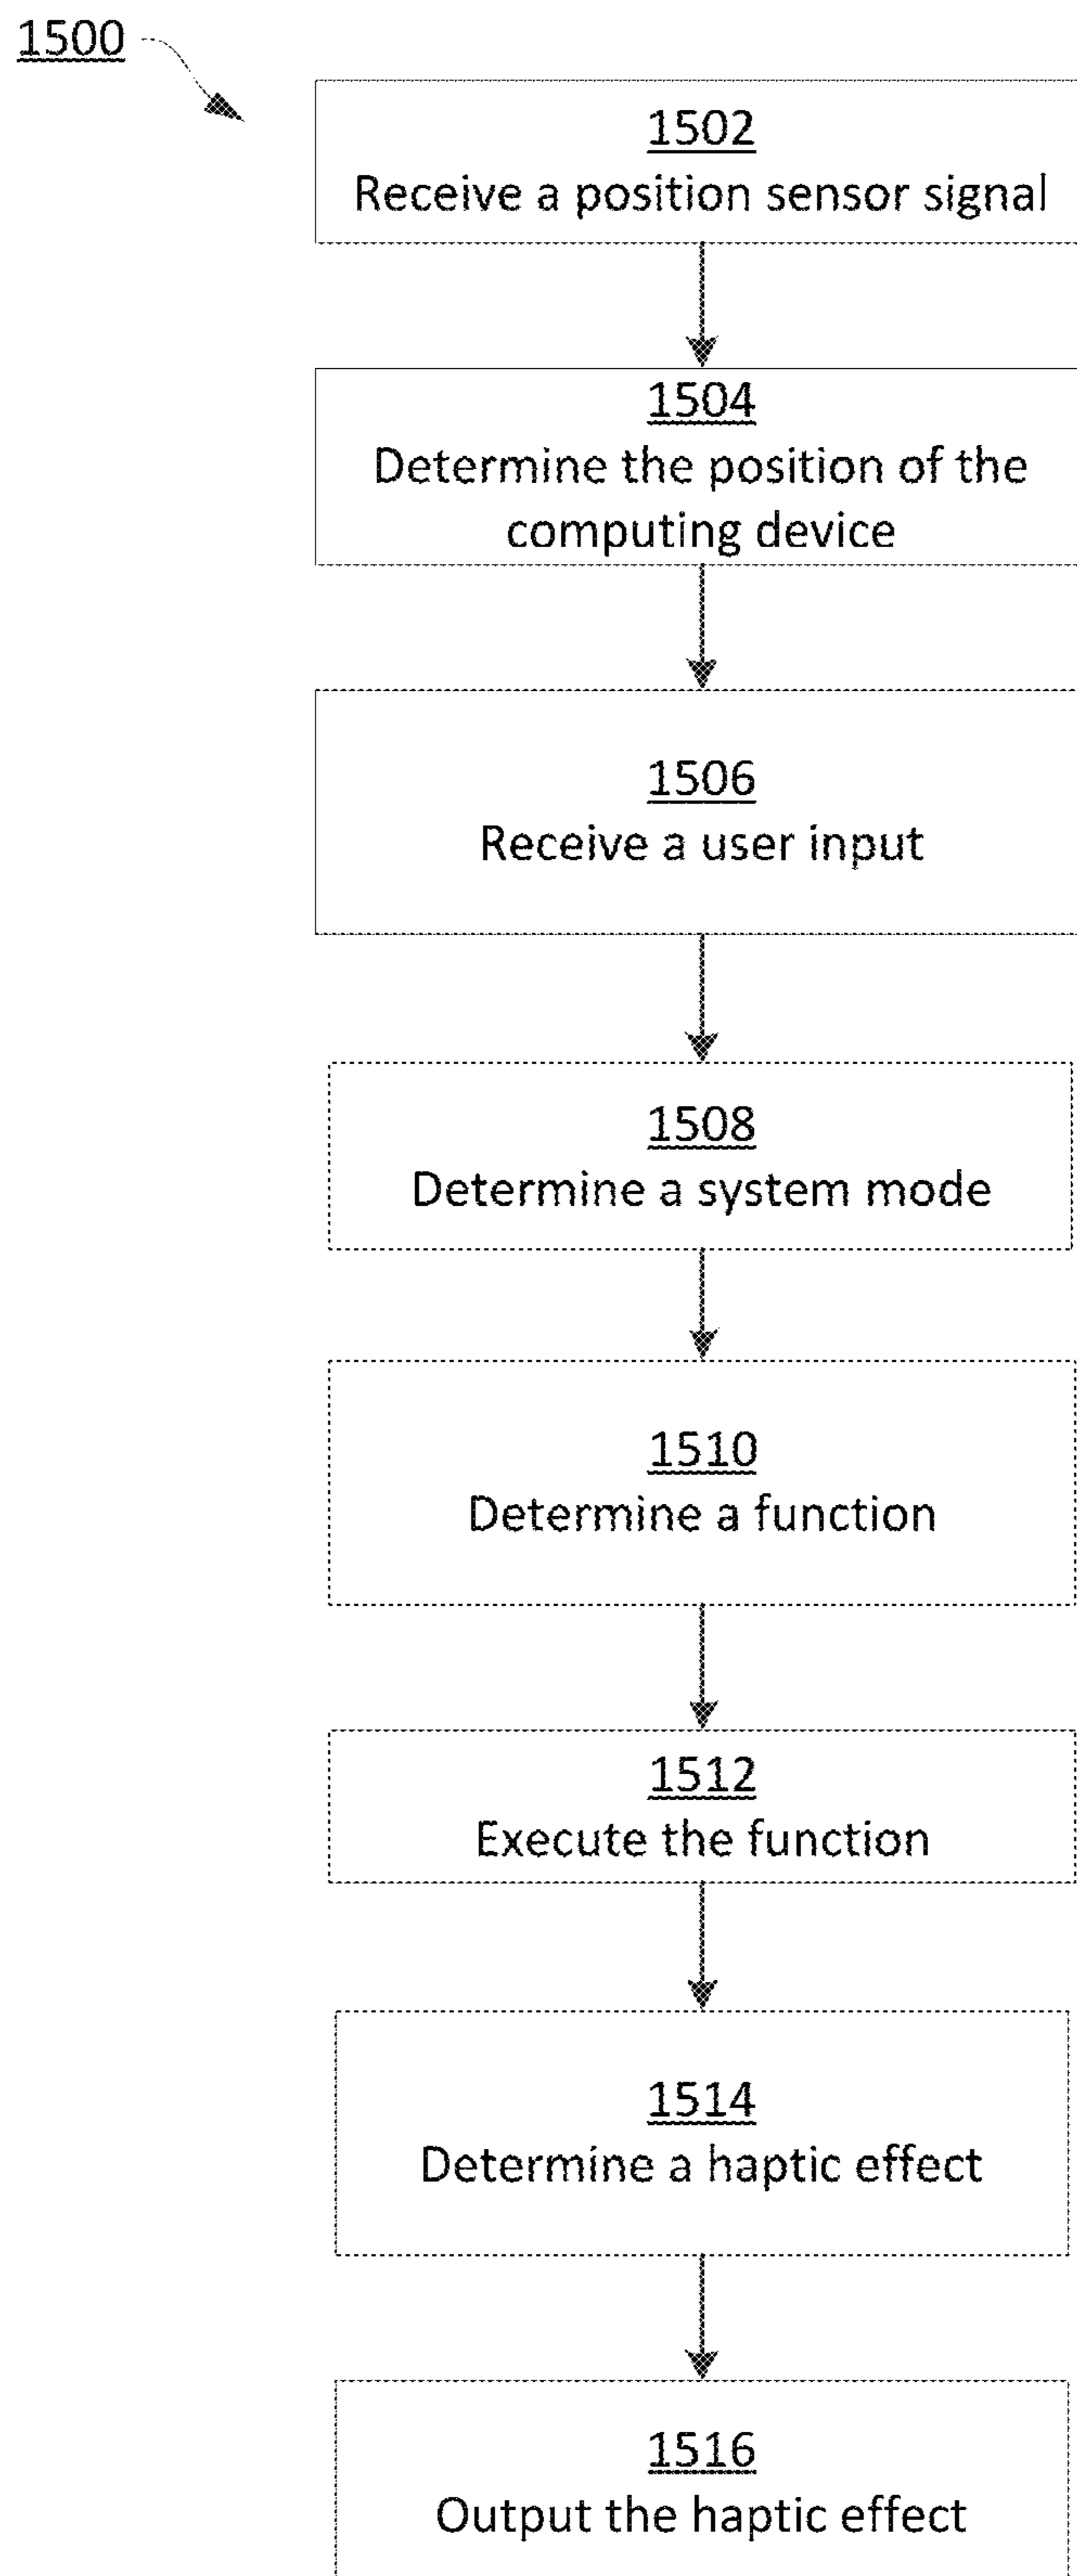 1500
1502
Receive a position sensor signal
1504
Determine the position of the
computing device
1506
Receive a user input
1508
Determine a system mode
1510
Determine a function
1512
Execute the function
1514
Determine a haptic effect
1516
Output the haptic effect